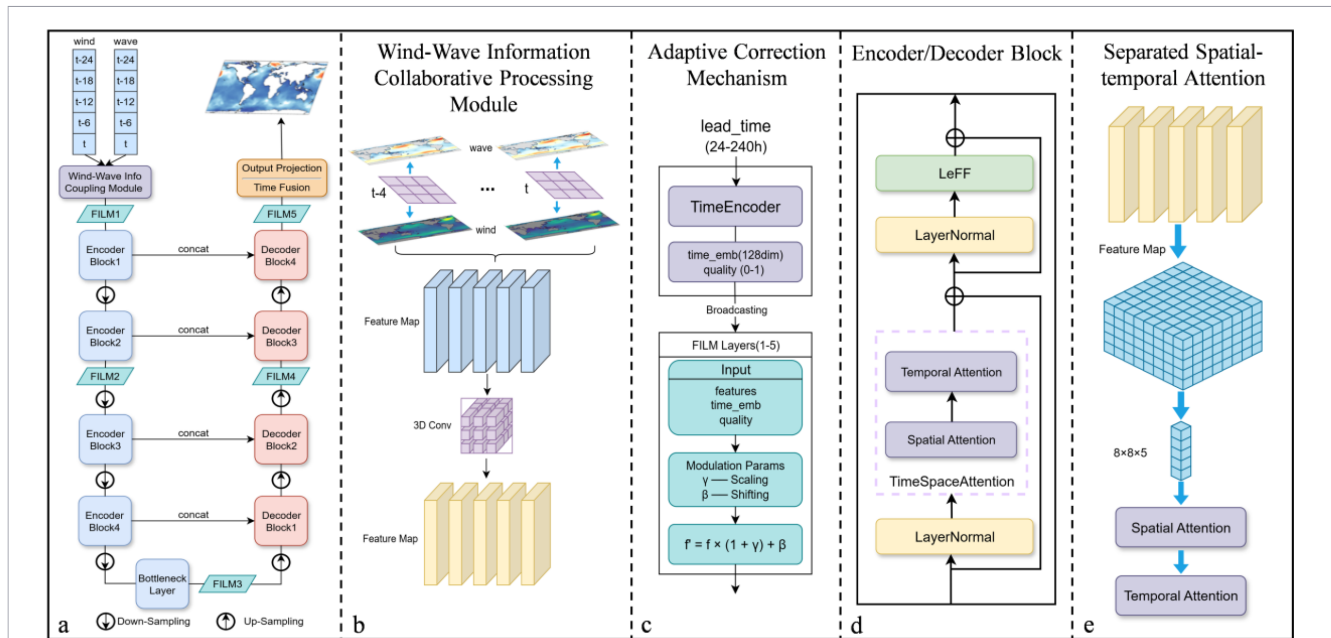 wind
wave
t-24
t-24
t-18
t-18
t-12
t-12
t-6
t-6
t
t
Wind-Wave Info
Coupling Module
Output Projection
Time Fusion
FILM1
FILM5
Encoder
Block1
concat
Decoder
Block4
Encoder
Block2
concat
Decoder
Block3
FILM2
FILM4
Encoder
Block3
concat
Decoder
Block2
Encoder
Block4
concat
Decoder
Block1
Bottleneck
Layer
FILM3
a
Down-Sampling
Up-Sampling
Wind-Wave Information
Collaborative Processing
Module
wave
t-4
...
t
wind
Feature Map
3D Conv
Feature Map
b
Adaptive Correction
Mechanism
lead_time
(24-240h)
TimeEncoder
time_emb(128dim)
quality (0-1)
Broadcasting
FILM Layers(1-5)
Input
features
time_emb
quality
Modulation Params
γ — Scaling
β — Shifting
f' = f × (1 + γ) + β
c
Encoder/Decoder Block
LeFF
LayerNormal
Temporal Attention
Spatial Attention
TimeSpaceAttention
LayerNormal
d
Separated Spatial-
temporal Attention
Feature Map
8×8×5
Spatial Attention
Temporal Attention
e